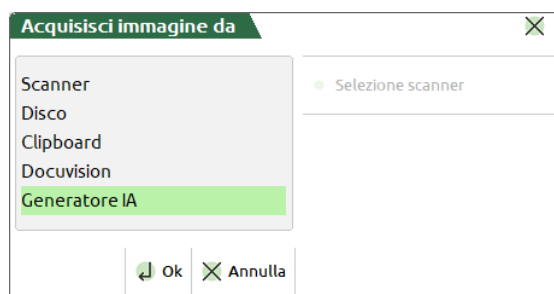 Acquisisci immagine da
Scanner
Disco
Clipboard
Docuvision
Generatore IA
Selezione scanner
Ok
Annulla